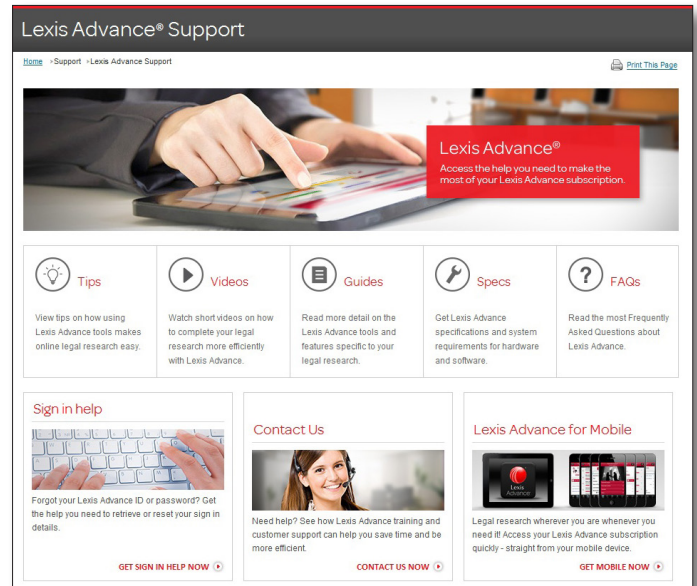 Lexis Advance® Support
Home >Support >Lexis Advance Support
Print This Page
Lexis Advance®
Access the help you need to make the
most of your Lexis Advance subscription.
Tips
View tips on how using
Lexis Advance tools makes
online legal research easy.
Videos
Watch short videos on how
to complete your legal
research more efficiently
with Lexis Advance.
Guides
Read more detail on the
Lexis Advance tools and
features specific to your
legal research.
Specs
Get Lexis Advance
specifications and system
requirements for hardware
and software.
?
FAQs
Read the most Frequently
Asked Questions about
Lexis Advance.
Sign in help
Forgot your Lexis Advance ID or password? Get
the help you need to retrieve or reset your sign in
details.
GET SIGN IN HELP NOW
Contact Us
Need help? See how Lexis Advance training and
customer support can help you save time and be
more efficient.
CONTACT US NOW
Lexis Advance for Mobile
Lexis
Advance
Legal research wherever you are whenever you
need it! Access your Lexis Advance subscription
quickly - straight from your mobile device.
GET MOBILE NOW